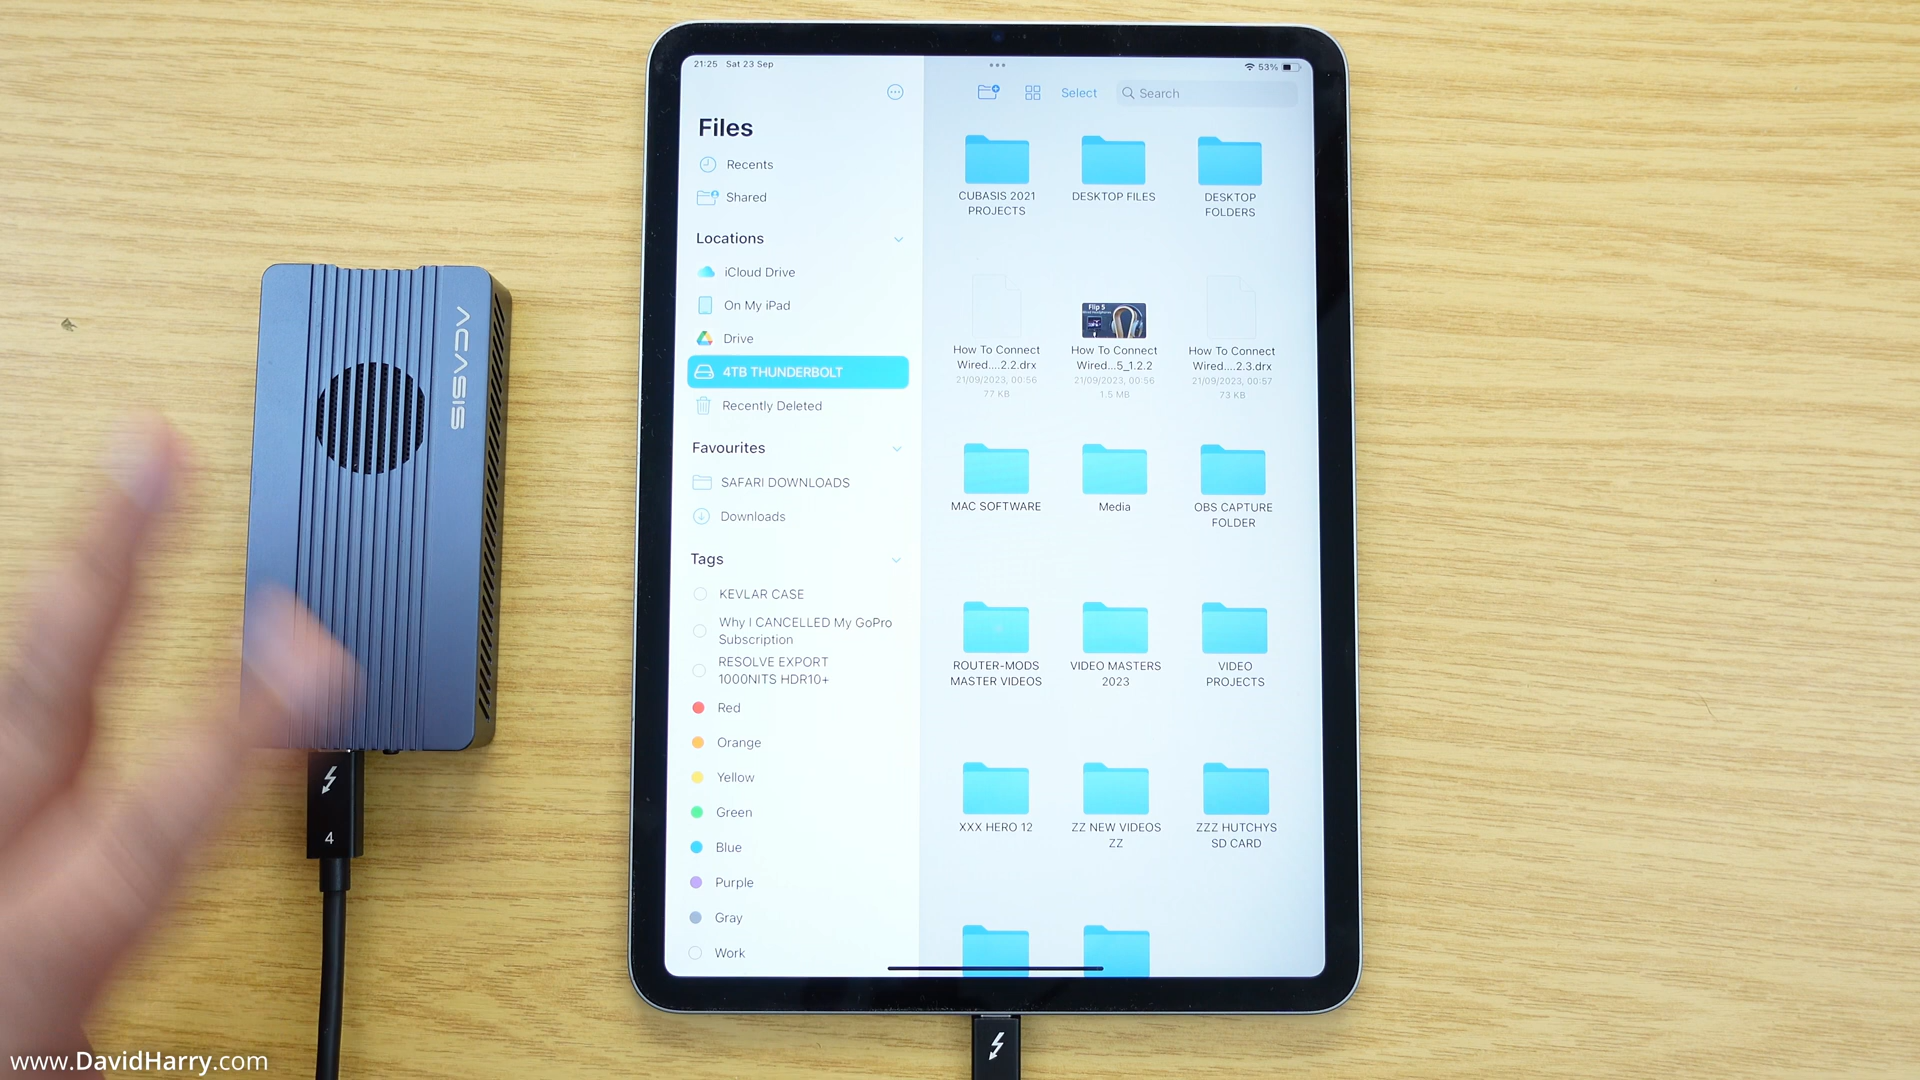 21:25 Sat 23 Sep
53%
Files
Recents
Shared
Locations
iCloud Drive
On My iPad
Drive
4TB THUNDERBOLT
Recently Deleted
Favourites
SAFARI DOWNLOADS
Downloads
Tags
KEVLAR CASE
Why I CANCELLED My GoPro
Subscription
RESOLVE EXPORT
1000NITS HDR10+
Red
Orange
Yellow
Green
Blue
Purple
Gray
Work
Select
Search
CUBASIS 2021
PROJECTS
DESKTOP FILES
DESKTOP
FOLDERS
Flip 5
How To Connect
Wired....2.2.drx
21/09/2023, 00:56
77 KB
How To Connect
Wired...5_1.2.2
21/09/2023, 00:56
1.5 MB
How To Connect
Wired....2.3.drx
21/09/2023, 00:57
73 KB
MAC SOFTWARE
Media
OBS CAPTURE
FOLDER
ROUTER-MODS
MASTER VIDEOS
VIDEO MASTERS
2023
VIDEO
PROJECTS
XXX HERO 12
ZZ NEW VIDEOS
ZZ
ZZZ HUTCHYS
SD CARD
ACASIS
4
www.DavidHarry.com